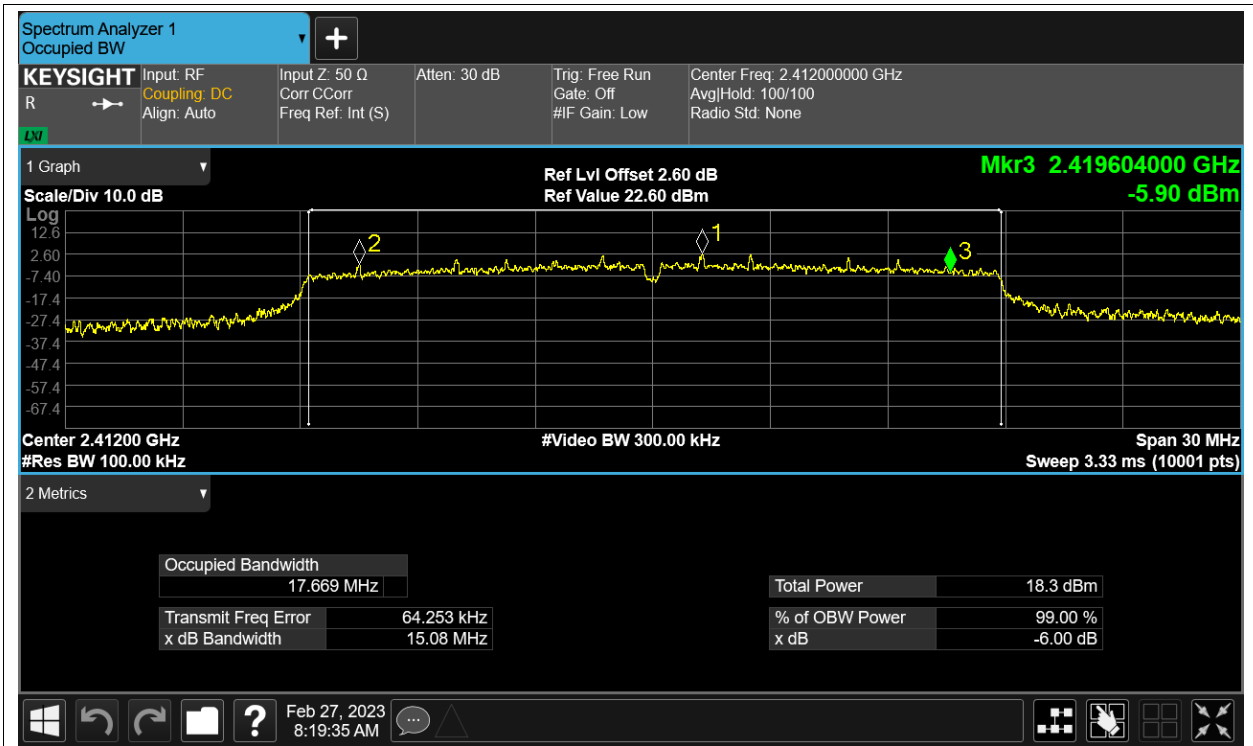 Spectrum Analyzer 1
Occupied BW
KEYSIGHT Input: RF Input Z: 50 Ω Atten: 30 dB Trig: Free Run Center Freq: 2.412000000 GHz
R Coupling: DC Corr CCorr Gate: Off Avg|Hold: 100/100
Align: Auto Freq Ref: Int (S) #IF Gain: Low Radio Std: None
LXI
1 Graph Ref Lvl Offset 2.60 dB Mkr3 2.419604000 GHz
Scale/Div 10.0 dB Ref Value 22.60 dBm -5.90 dBm
Log
12.6
2.60
-7.40
-17.4
-27.4
-37.4
-47.4
-57.4
-67.4
2
1
3
Center 2.41200 GHz #Video BW 300.00 kHz Span 30 MHz
#Res BW 100.00 kHz Sweep 3.33 ms (10001 pts)
2 Metrics
Occupied Bandwidth
17.669 MHz Total Power 18.3 dBm
Transmit Freq Error 64.253 kHz % of OBW Power 99.00 %
x dB Bandwidth 15.08 MHz x dB -6.00 dB
? Feb 27, 2023
8:19:35 AM